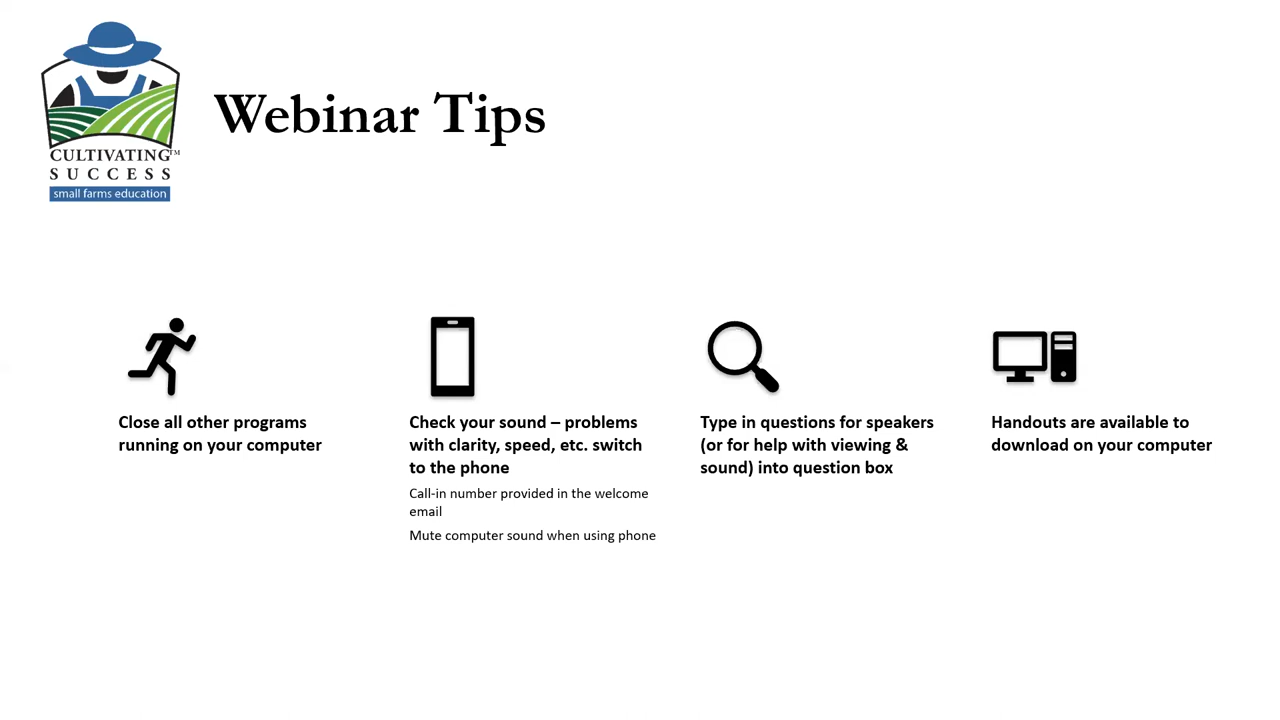 CULTIVATING™
SUCCESS
small farms education
Webinar Tips
Close all other programs
running on your computer
Check your sound – problems
with clarity, speed, etc. switch
to the phone
Call-in number provided in the welcome
email
Mute computer sound when using phone
Type in questions for speakers
(or for help with viewing &
sound) into question box
Handouts are available to
download on your computer